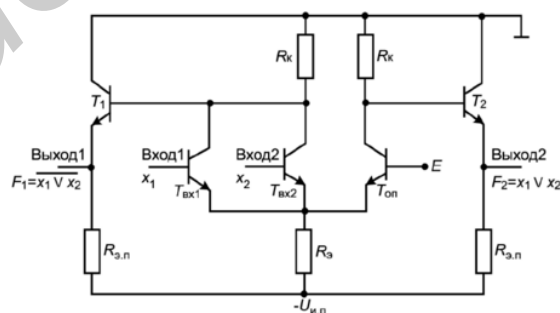 Rк Rк
T1 T2
Выход1 Вход1 Вход2 E Выход2
F1=x1 V x2 x1 x2 F2=x1 V x2
Tвх1 Tвх2 Tоп
Rэ.п Rэ Rэ.п
-Uи.п